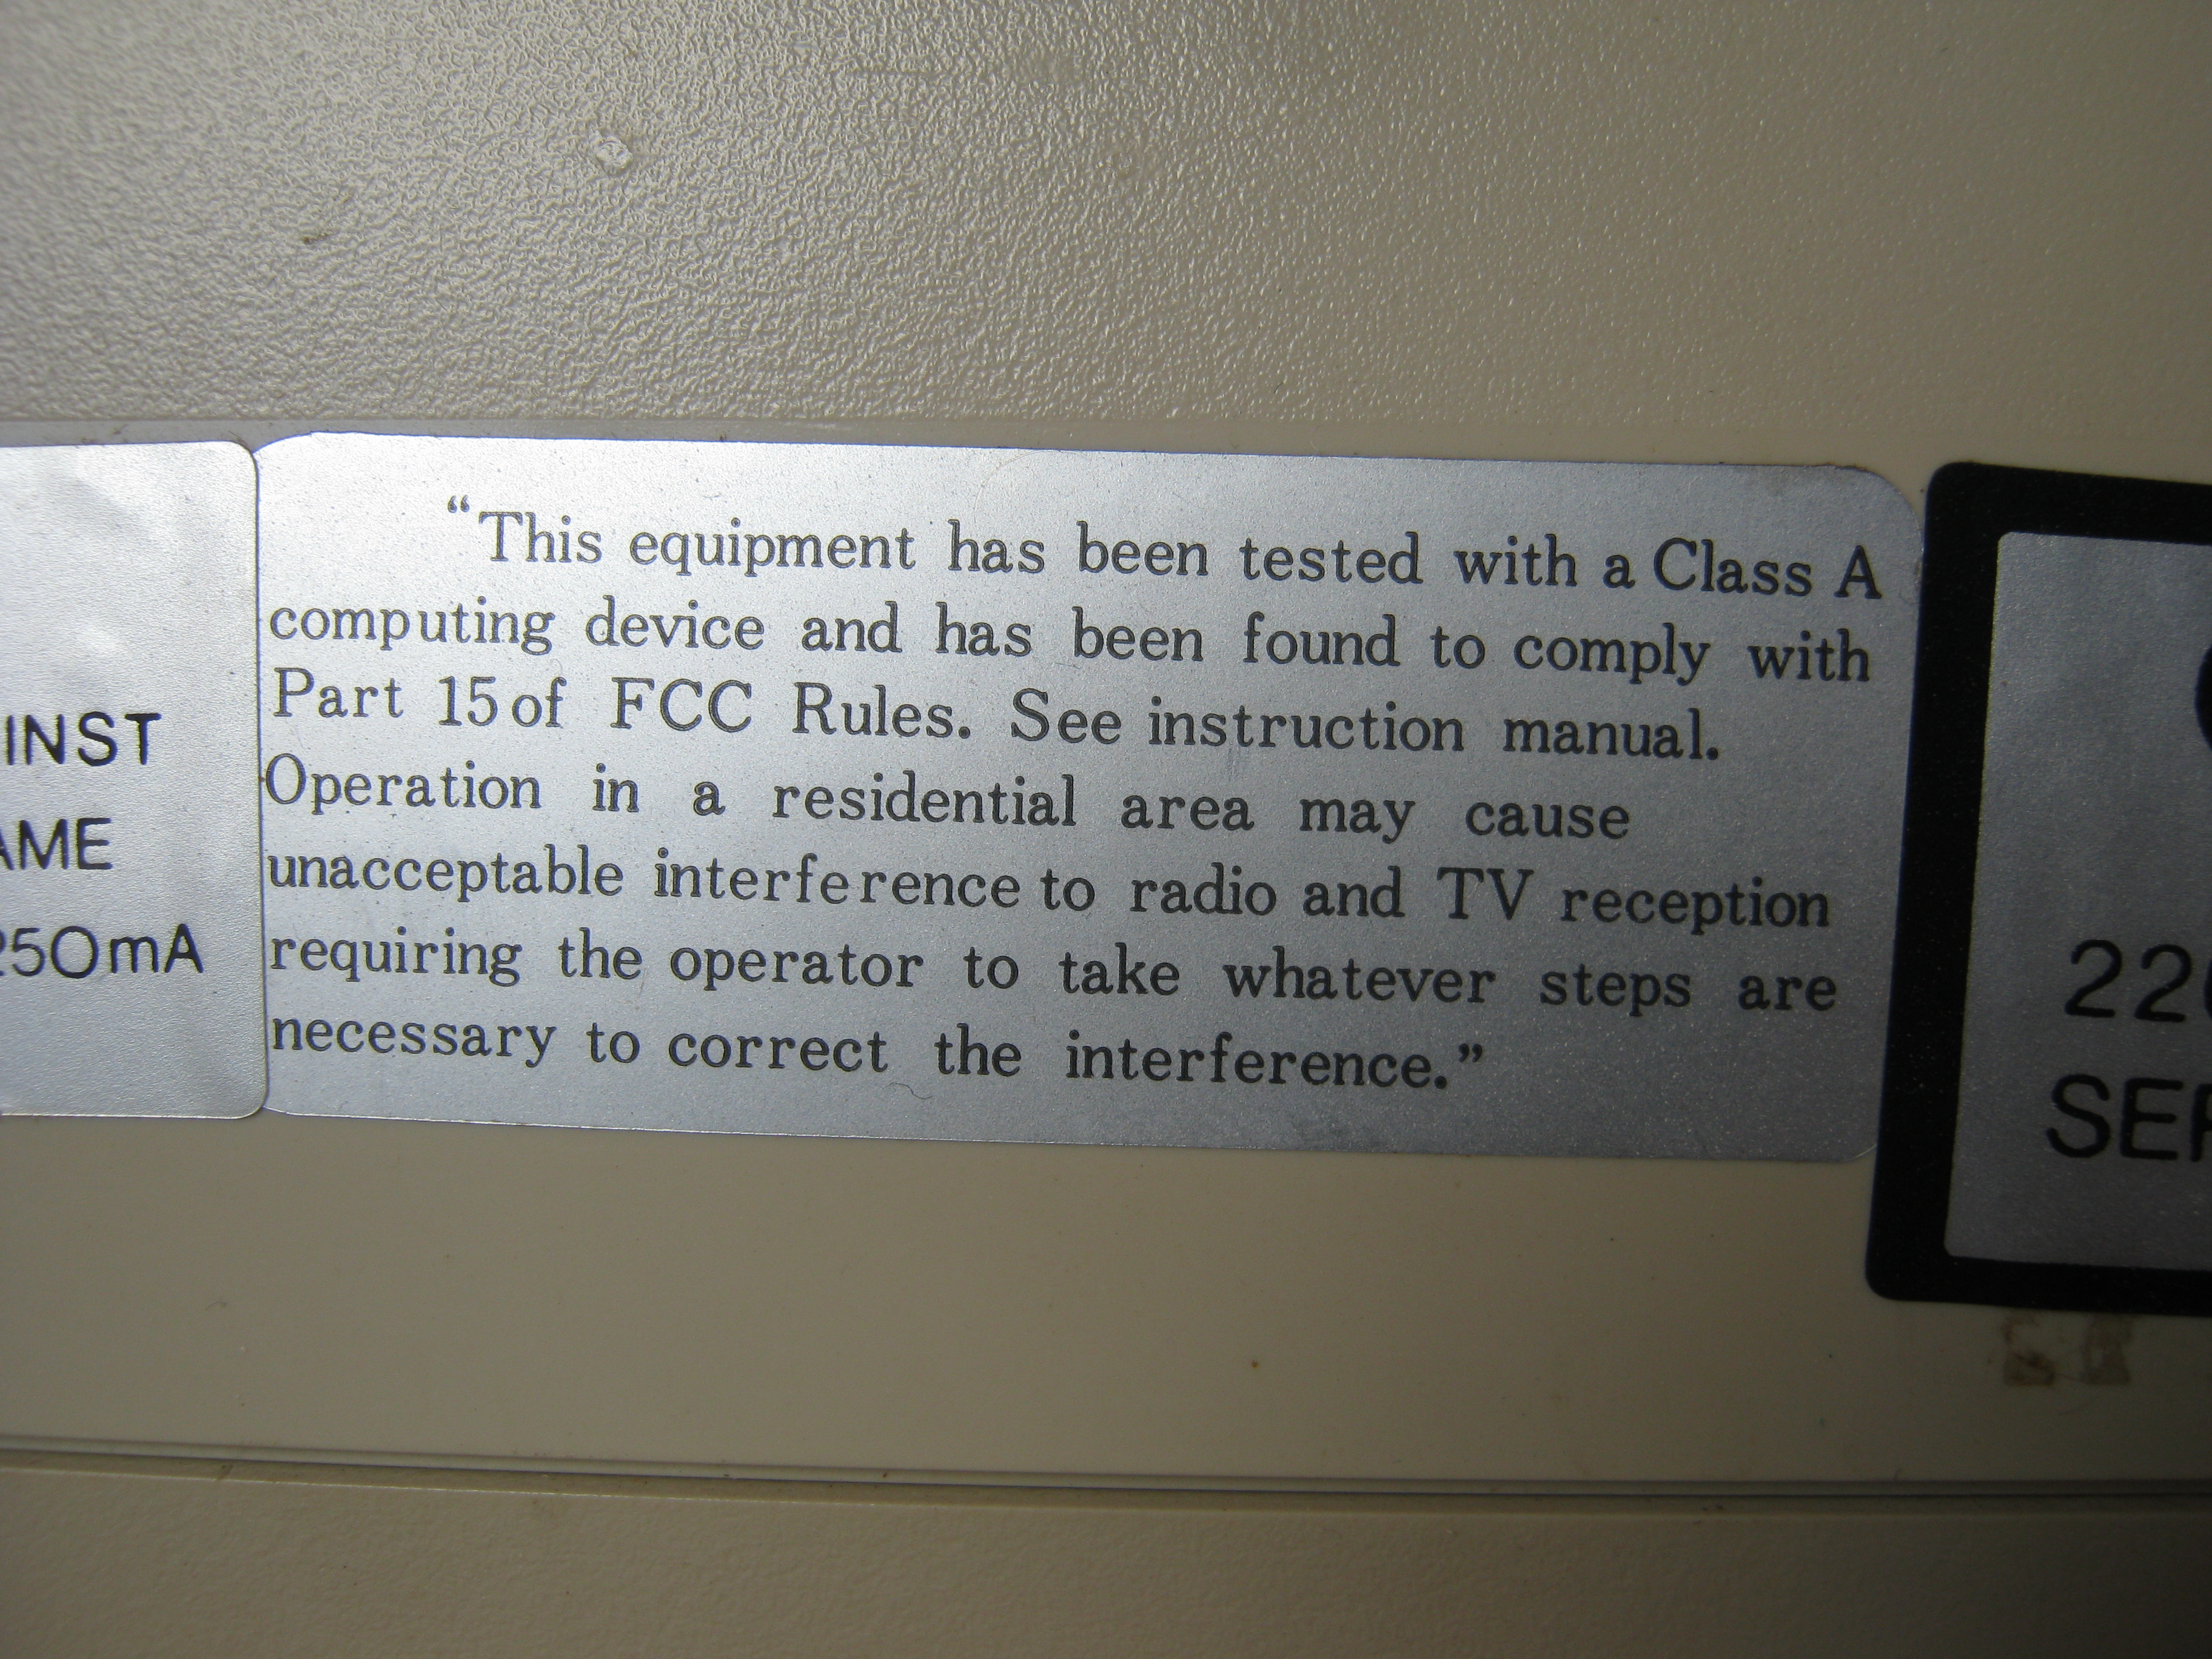 “This equipment has been tested with a Class A
computing device and has been found to comply with
Part 15 of FCC Rules. See instruction manual.
Operation in a residential area may cause
unacceptable interference to radio and TV reception
requiring the operator to take whatever steps are
necessary to correct the interference.”
INST
AME
250mA
22
SER